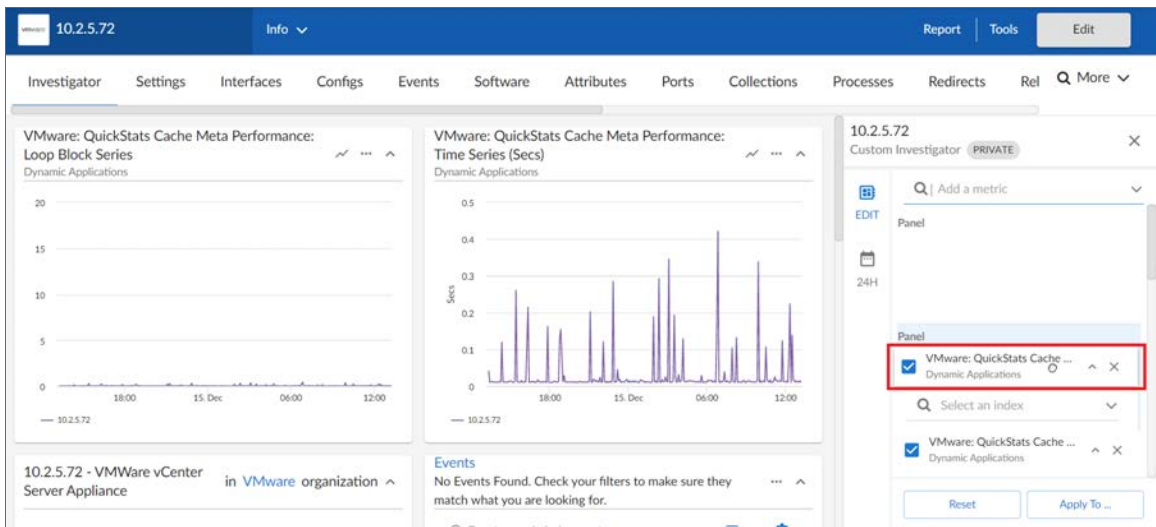 vmware
10.2.5.72
Info
Report
Tools
Edit
Investigator
Settings
Interfaces
Configs
Events
Software
Attributes
Ports
Collections
Processes
Redirects
Rel
More
VMware: QuickStats Cache Meta Performance:
Loop Block Series
Dynamic Applications
20
15
10
5
0
18:00
15. Dec
06:00
12:00
10.2.5.72
VMware: QuickStats Cache Meta Performance:
Time Series (Secs)
Dynamic Applications
0.5
0.4
0.3
0.2
0.1
0
Secs
18:00
15. Dec
06:00
12:00
10.2.5.72
10.2.5.72 - VMWare vCenter
Server Appliance
in VMware organization
Events
No Events Found. Check your filters to make sure they
match what you are looking for.
10.2.5.72
Custom Investigator PRIVATE
EDIT
24H
Add a metric
Panel
Panel
VMware: QuickStats Cache ...
Dynamic Applications
Select an index
VMware: QuickStats Cache ...
Dynamic Applications
Reset
Apply To ...